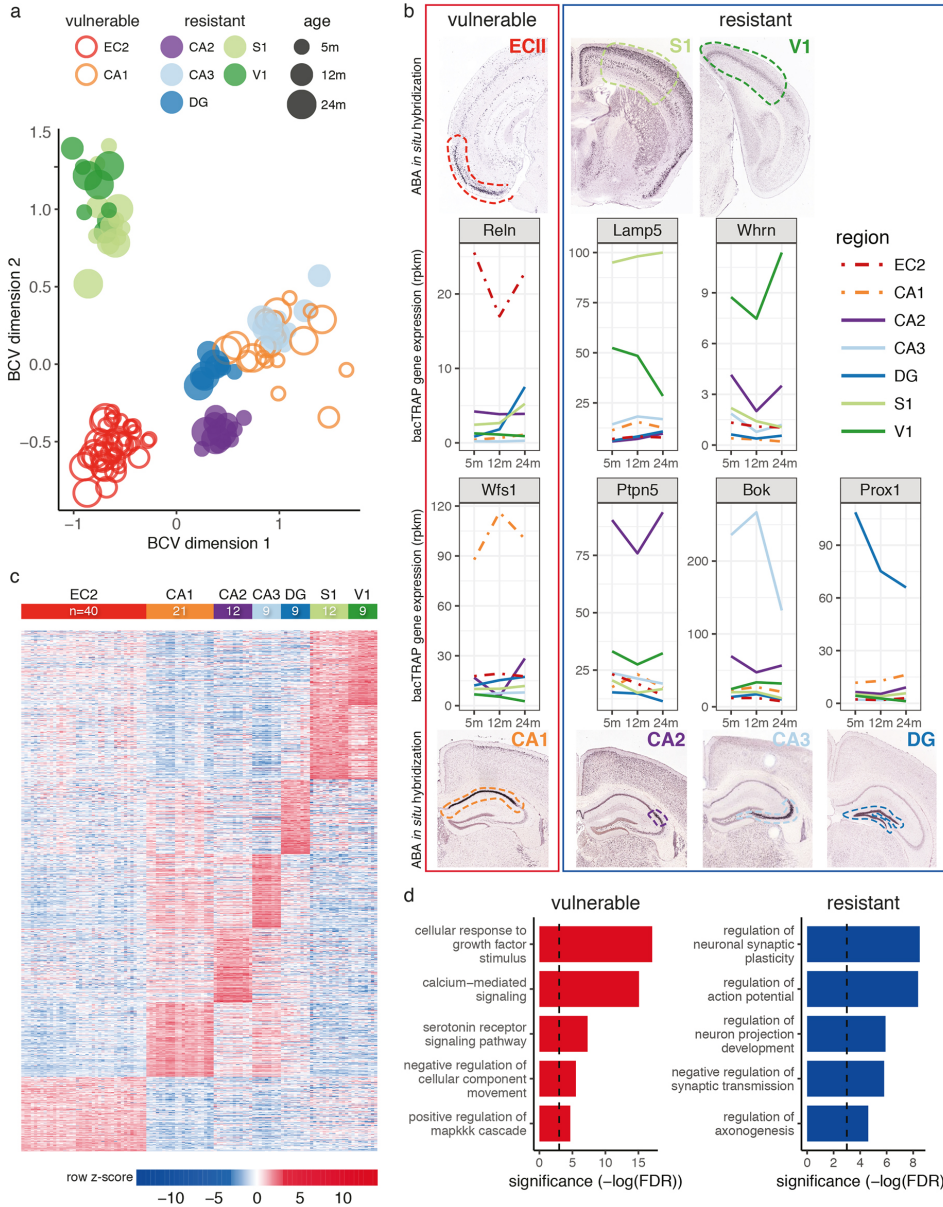 a
vulnerable
resistant
age
EC2
CA1
CA2
CA3
DG
S1
V1
5m
12m
24m
1.5
1.0
0.5
0.0
−0.5
BCV dimension 2
−1
0
1
BCV dimension 1
b
vulnerable
resistant
ABA in situ hybridization
ECII
S1
V1
bacTRAP gene expression (rpkm)
Reln
20
10
0
5m 12m 24m
Lamp5
100
75
50
25
5m 12m 24m
Whrn
9
6
3
0
5m 12m 24m
region
EC2
CA1
CA2
CA3
DG
S1
V1
bacTRAP gene expression (rpkm)
Wfs1
120
90
60
30
0
5m 12m 24m
Ptpn5
75
50
25
5m 12m 24m
Bok
200
100
0
5m 12m 24m
Prox1
90
60
30
0
5m 12m 24m
ABA in situ hybridization
CA1
CA2
CA3
DG
c
EC2 CA1 CA2 CA3 DG S1 V1
n=40 21 12 9 9 12 9
row z-score
−10 −5 0 5 10
d
vulnerable
cellular response to
growth factor
stimulus
calcium−mediated
signaling
serotonin receptor
signaling pathway
negative regulation of
cellular component
movement
positive regulation of
mapkkk cascade
0 5 10 15
significance (−log(FDR))
resistant
regulation of
neuronal synaptic
plasticity
regulation of
action potential
regulation of
neuron projection
development
negative regulation of
synaptic transmission
regulation of
axonogenesis
0 2 4 6 8
significance (−log(FDR))